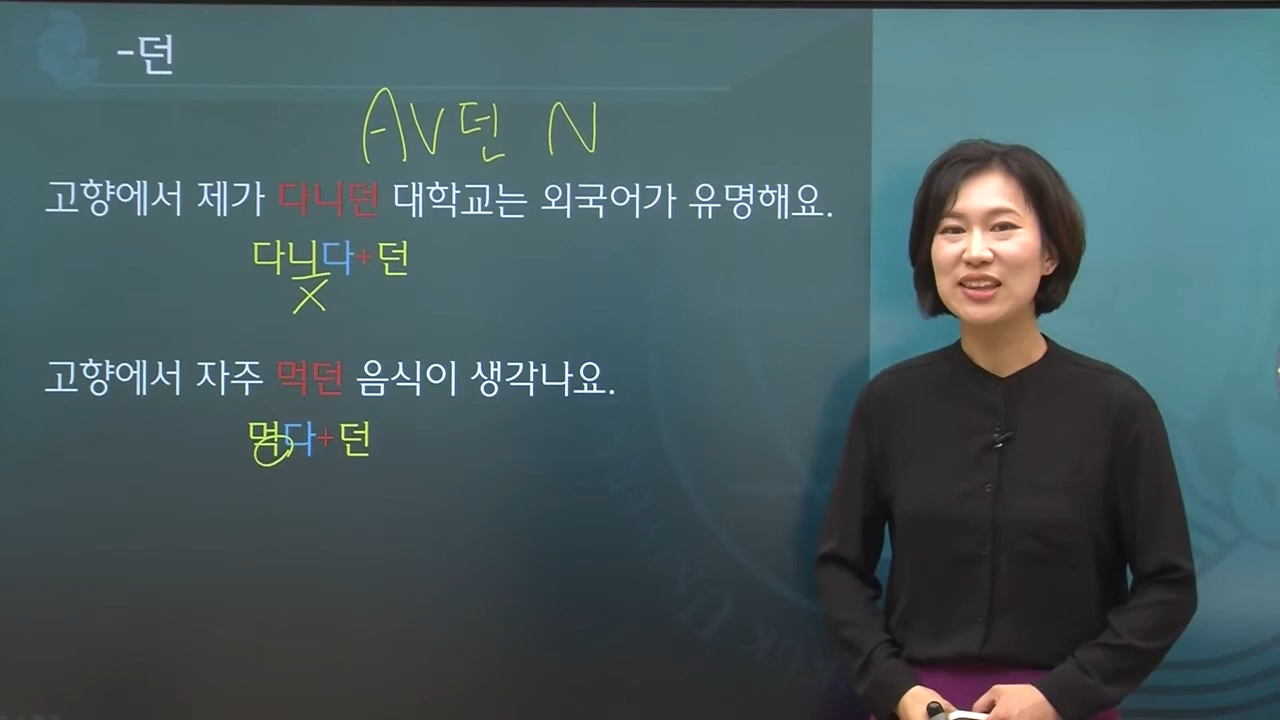 -던
AV던 N
고향에서 제가 다니던 대학교는 외국어가 유명해요.
다니다+던
X
고향에서 자주 먹던 음식이 생각나요.
먹다+던